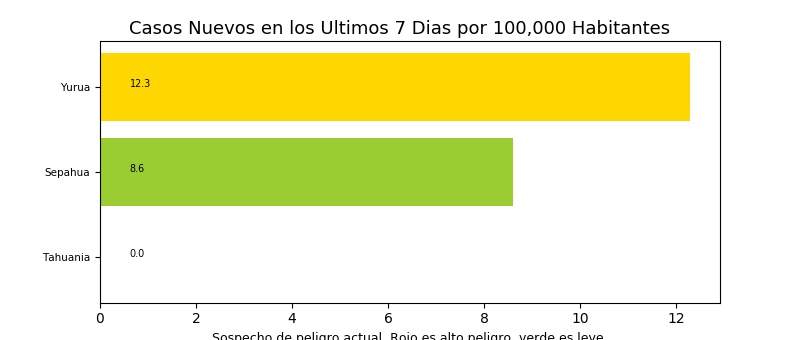 Casos Nuevos en los Ultimos 7 Dias por 100,000 Habitantes
Yurua
12.3
Sepahua
8.6
Tahuania
0.0
0 2 4 6 8 10 12
Sospecho de peligro actual. Rojo es alto peligro, verde es leve